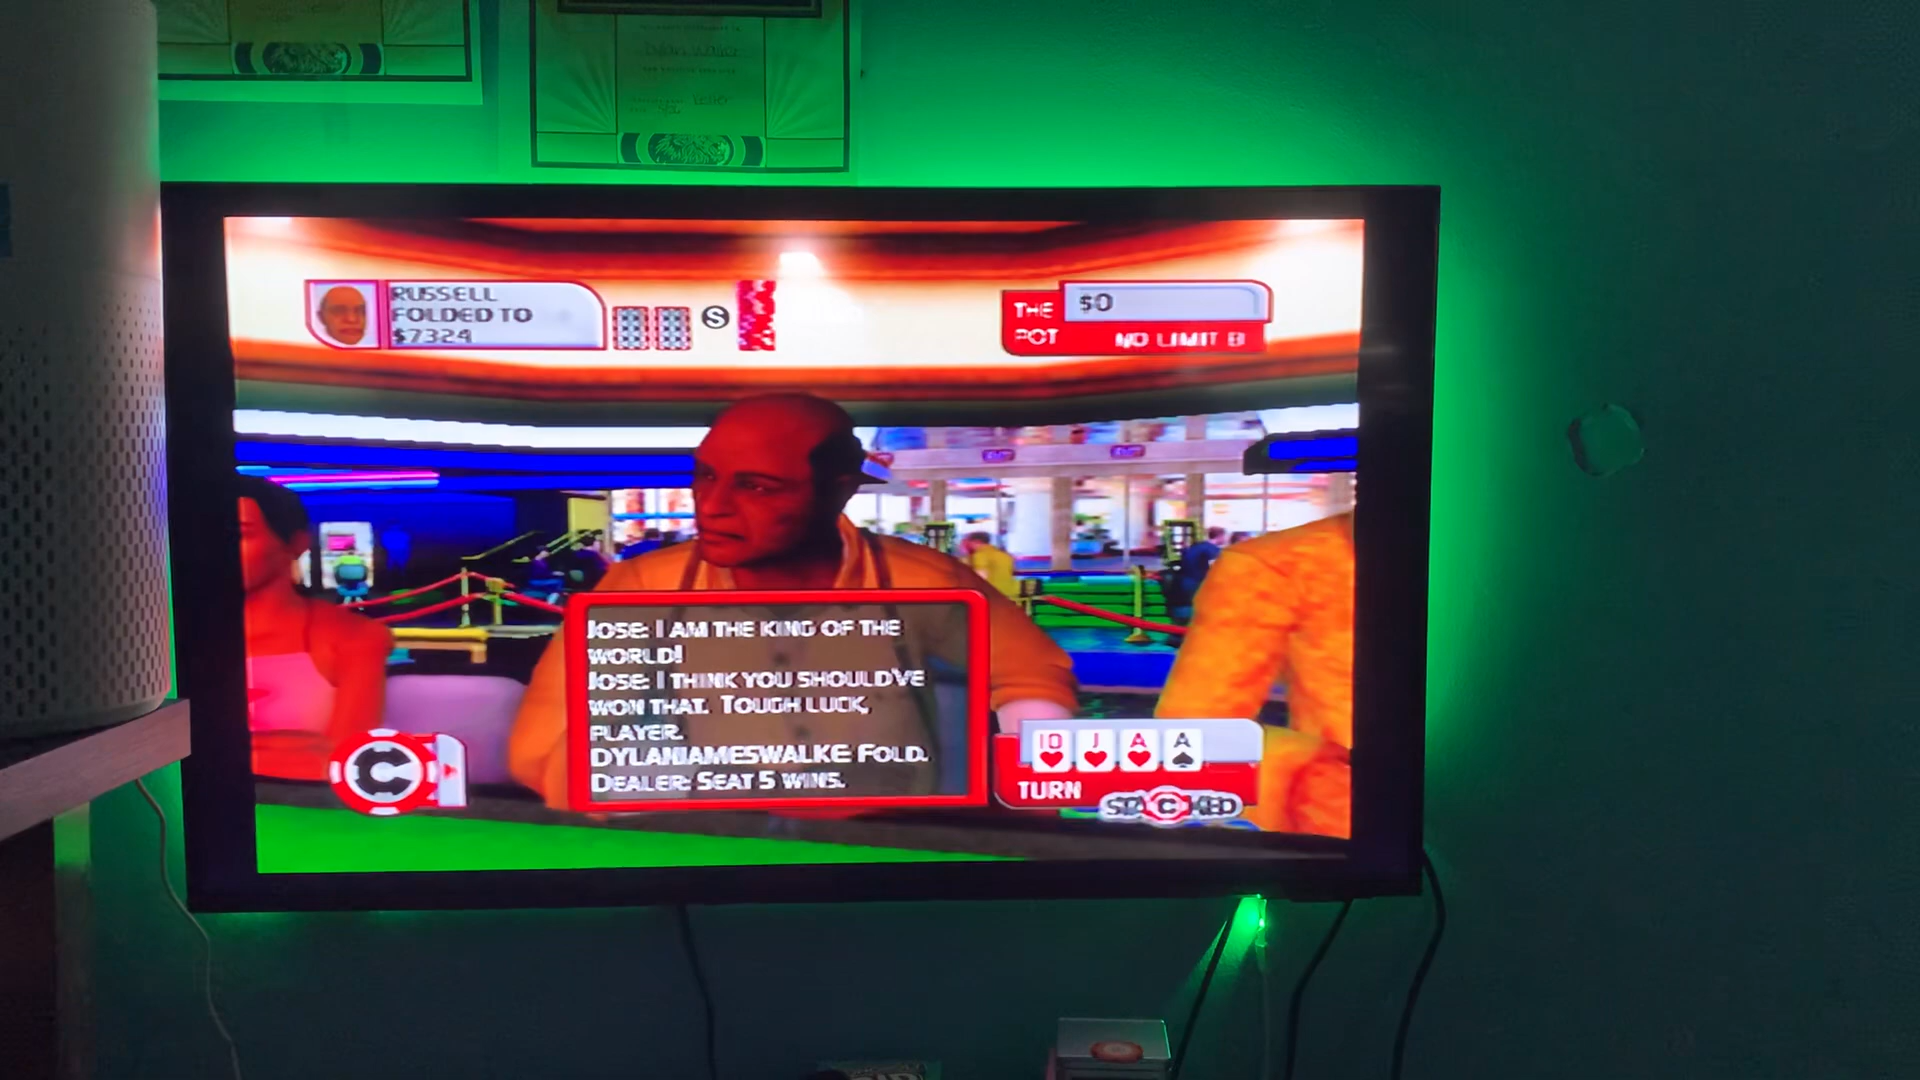 RUSSELL
FOLDED TO
$7324
S
THE
POT
$0
NO LIMIT
JOSE: I AM THE KING OF THE
WORLD!
JOSE: I THINK YOU SHOULD'VE
WON THAT. TOUGH LUCK,
PLAYER.
DYLANJAMESWALKE: FOLD.
DEALER: SEAT 5 WINS.
C
10 J A A
TURN
STACKED